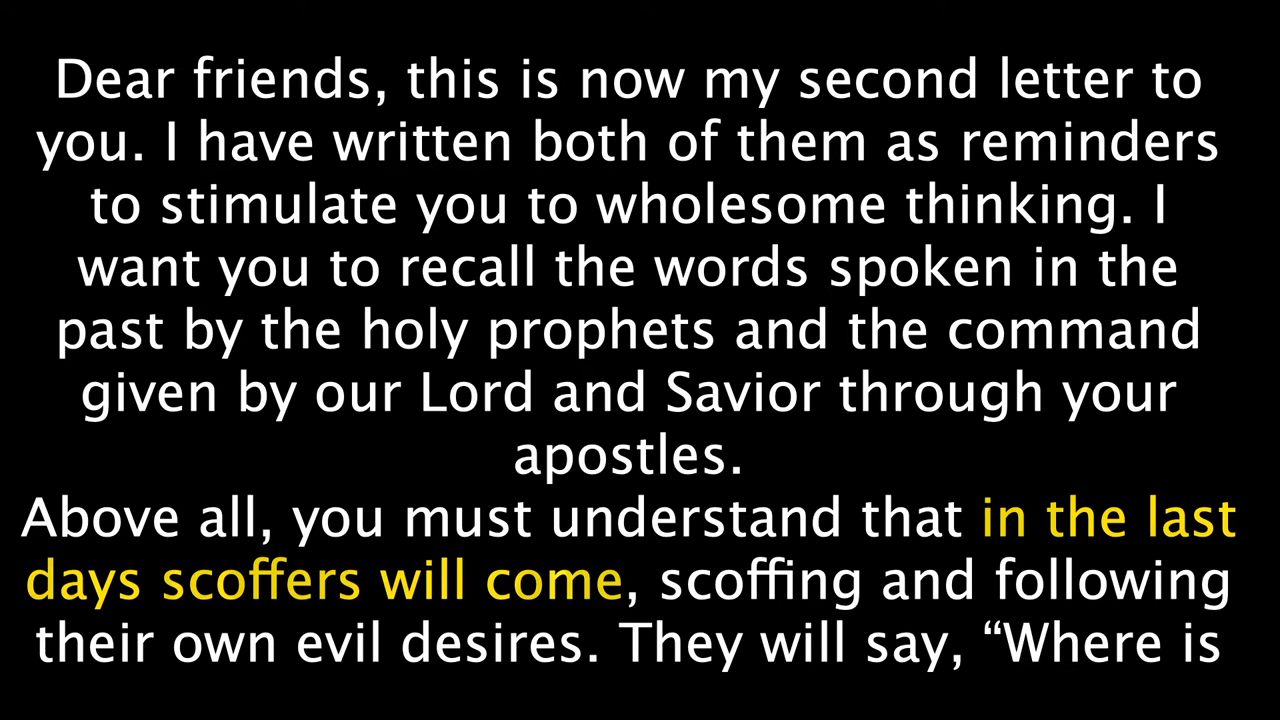 Dear friends, this is now my second letter to
you. I have written both of them as reminders
to stimulate you to wholesome thinking. I
want you to recall the words spoken in the
past by the holy prophets and the command
given by our Lord and Savior through your
apostles.
Above all, you must understand that in the last
days scoffers will come, scoffing and following
their own evil desires. They will say, “Where is